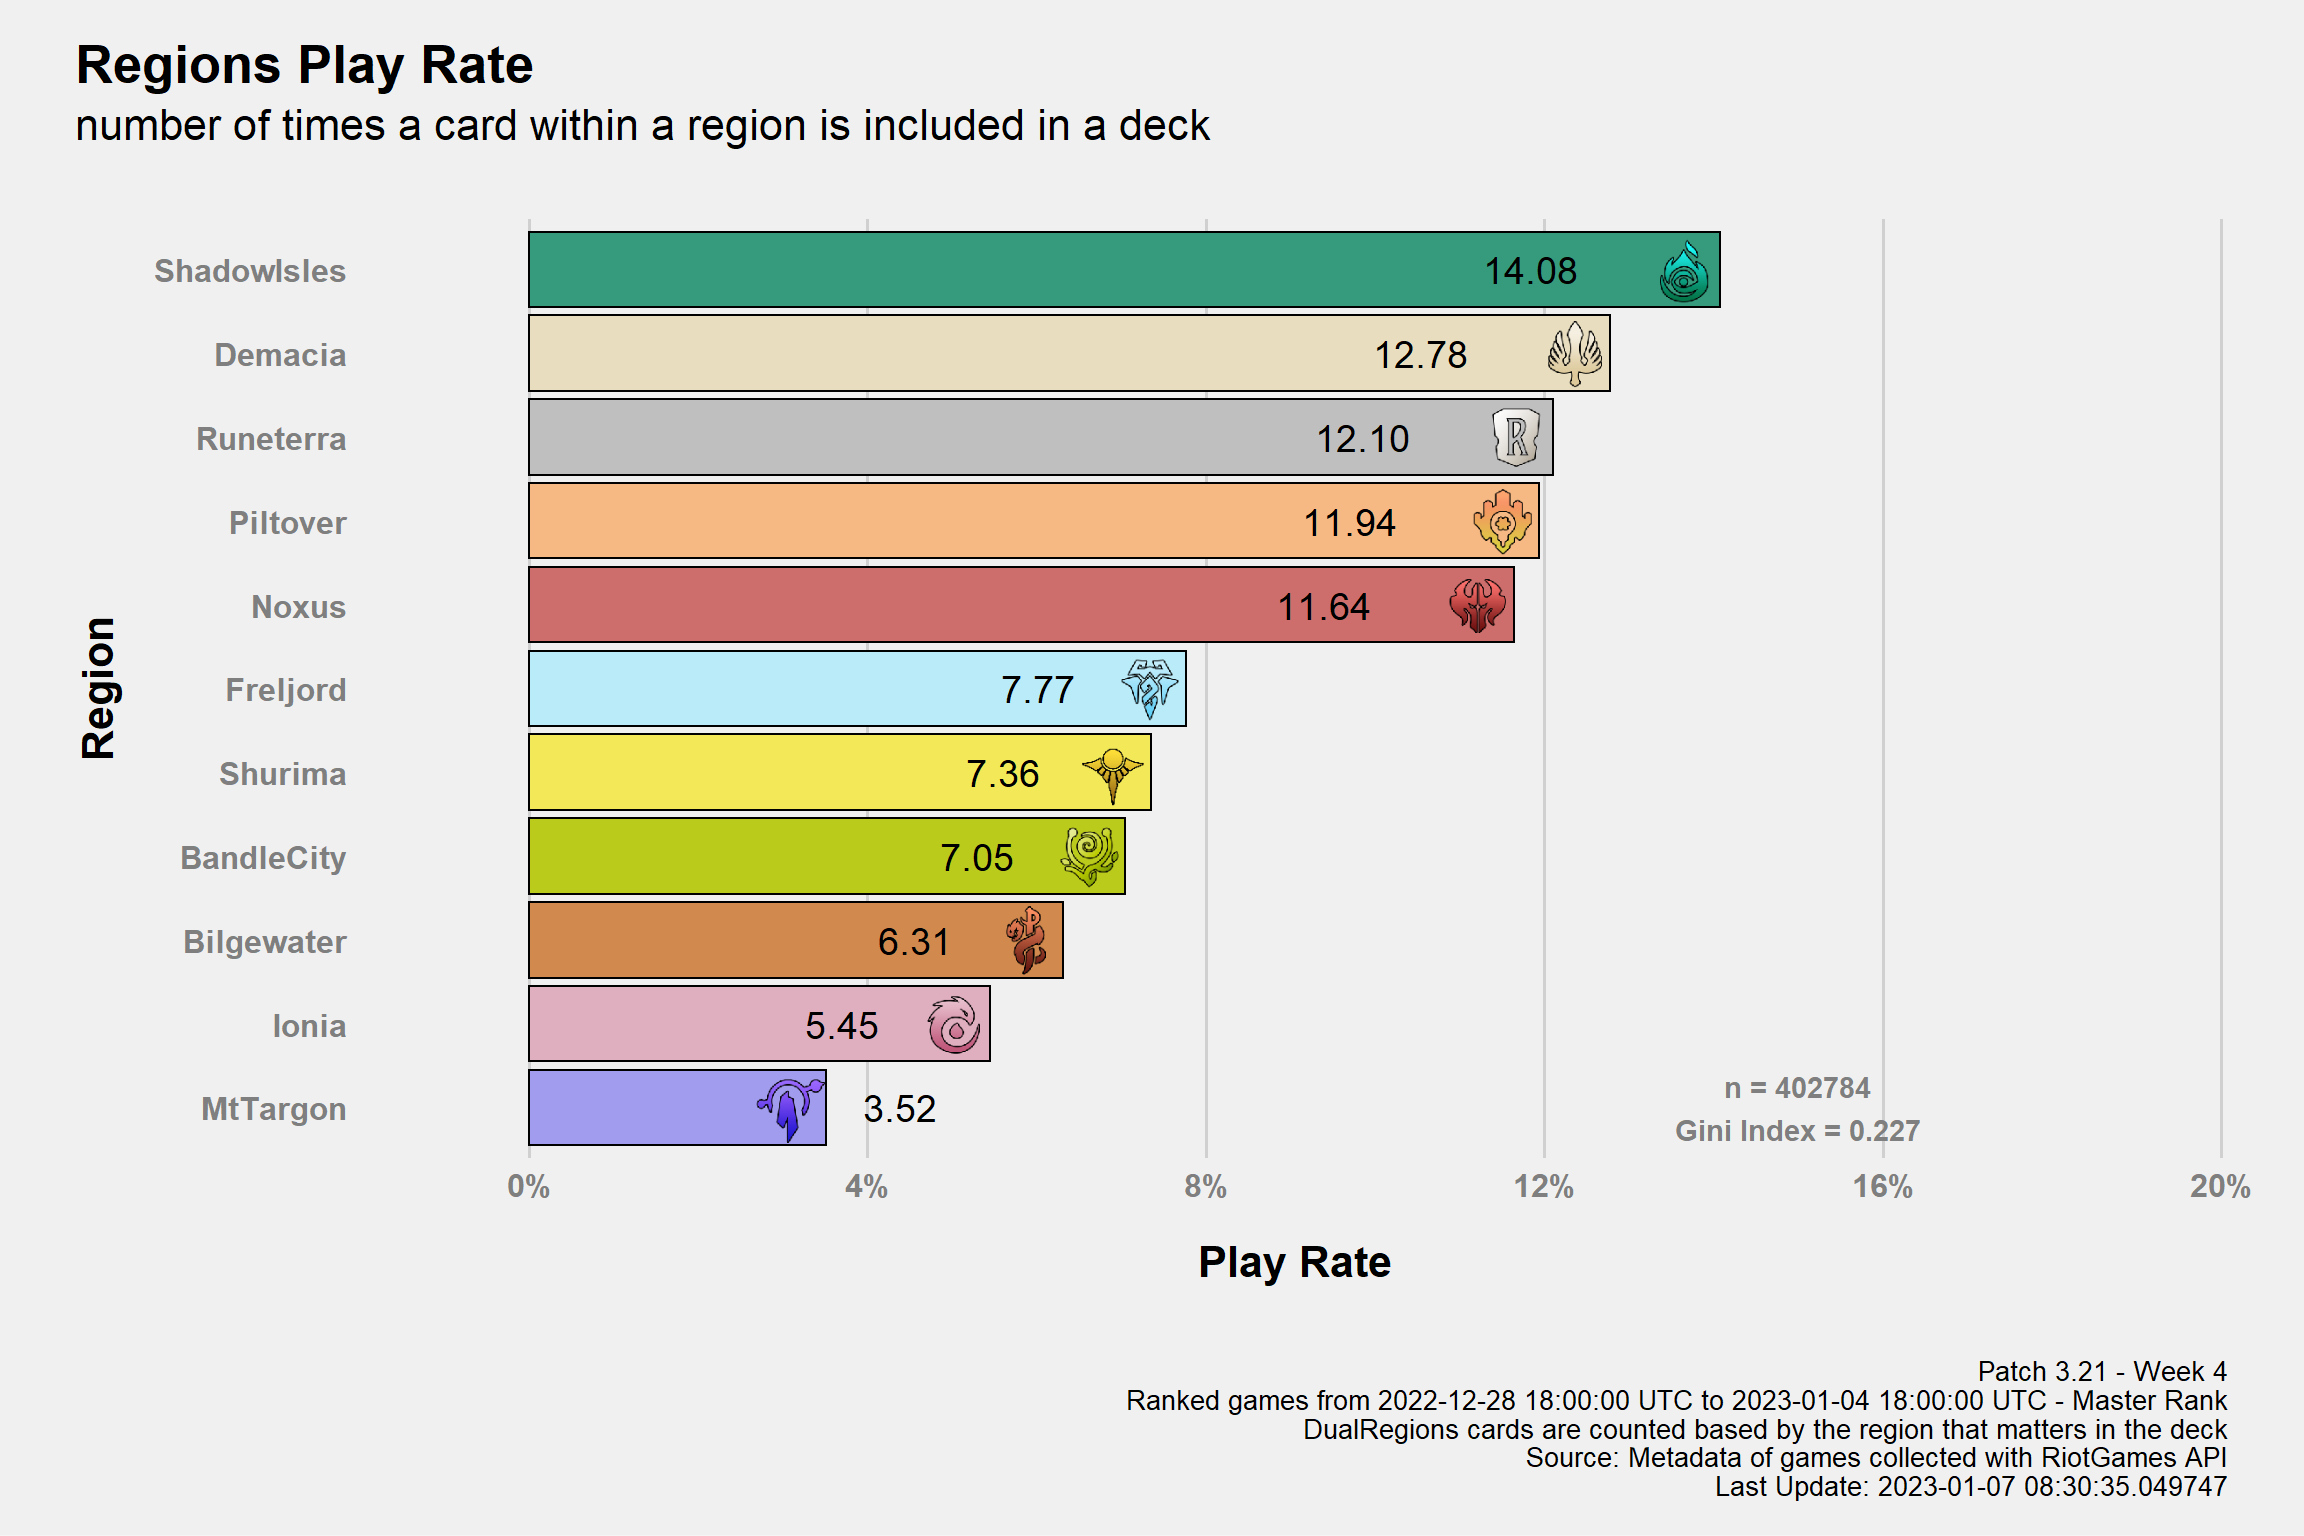 Regions Play Rate
number of times a card within a region is included in a deck
Region
ShadowIsles 14.08
Demacia 12.78
Runeterra R 12.10
Piltover 11.94
Noxus 11.64
Freljord 7.77
Shurima 7.36
BandleCity 7.05
Bilgewater 6.31
Ionia 5.45
MtTargon 3.52
n = 402784
Gini Index = 0.227
0% 4% 8% 12% 16% 20%
Play Rate
Patch 3.21 - Week 4
Ranked games from 2022-12-28 18:00:00 UTC to 2023-01-04 18:00:00 UTC - Master Rank
DualRegions cards are counted based by the region that matters in the deck
Source: Metadata of games collected with RiotGames API
Last Update: 2023-01-07 08:30:35.049747